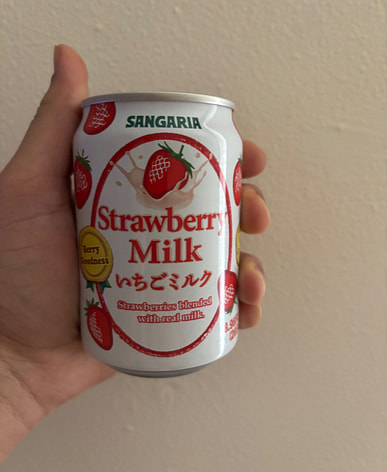 SANGARIA
Strawberry
Milk
いちごミルク
Berry
Goodness
Strawberries blended
with real milk.